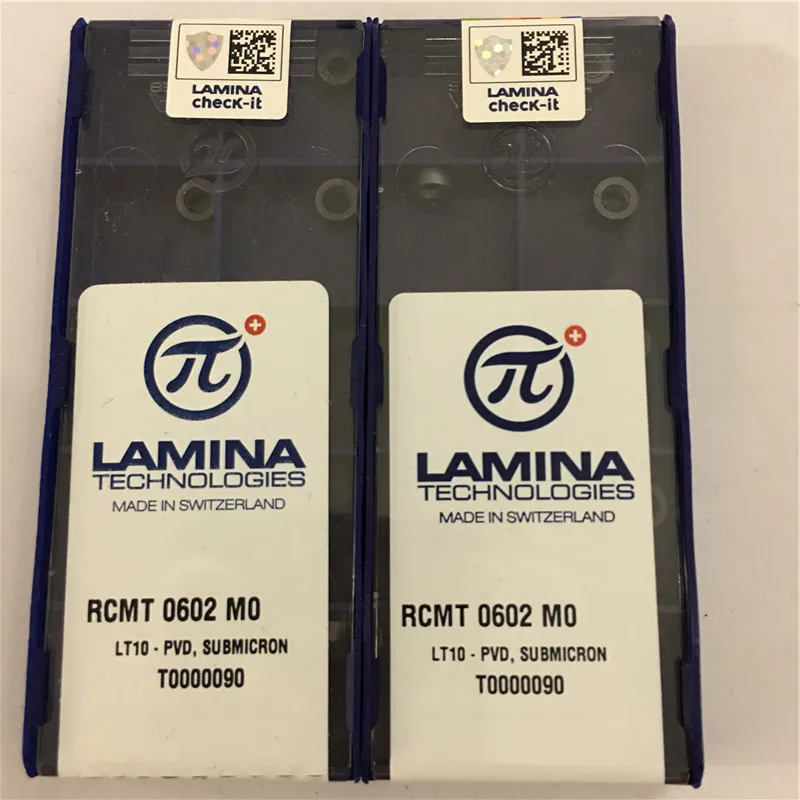 LAMINA
check-it
π
LAMINA
TECHNOLOGIES
MADE IN SWITZERLAND
RCMT 0602 M0
LT10 - PVD, SUBMICRON
T0000090
LAMINA
check-it
π
LAMINA
TECHNOLOGIES
MADE IN SWITZERLAND
RCMT 0602 M0
LT10 - PVD, SUBMICRON
T0000090